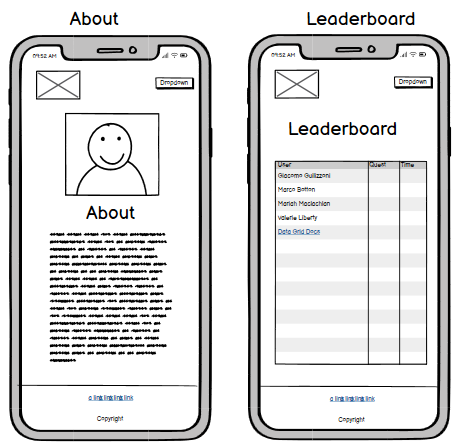 About
Leaderboard
09:52 AM
Dropdown
About
a link link link link
Copyright
09:52 AM
Dropdown
Leaderboard
User Quest Time
Giacomo Guilizzoni
Marco Botton
Mariah Maclachlan
Valerie Liberty
Data Grid Docs
a link link link link
Copyright